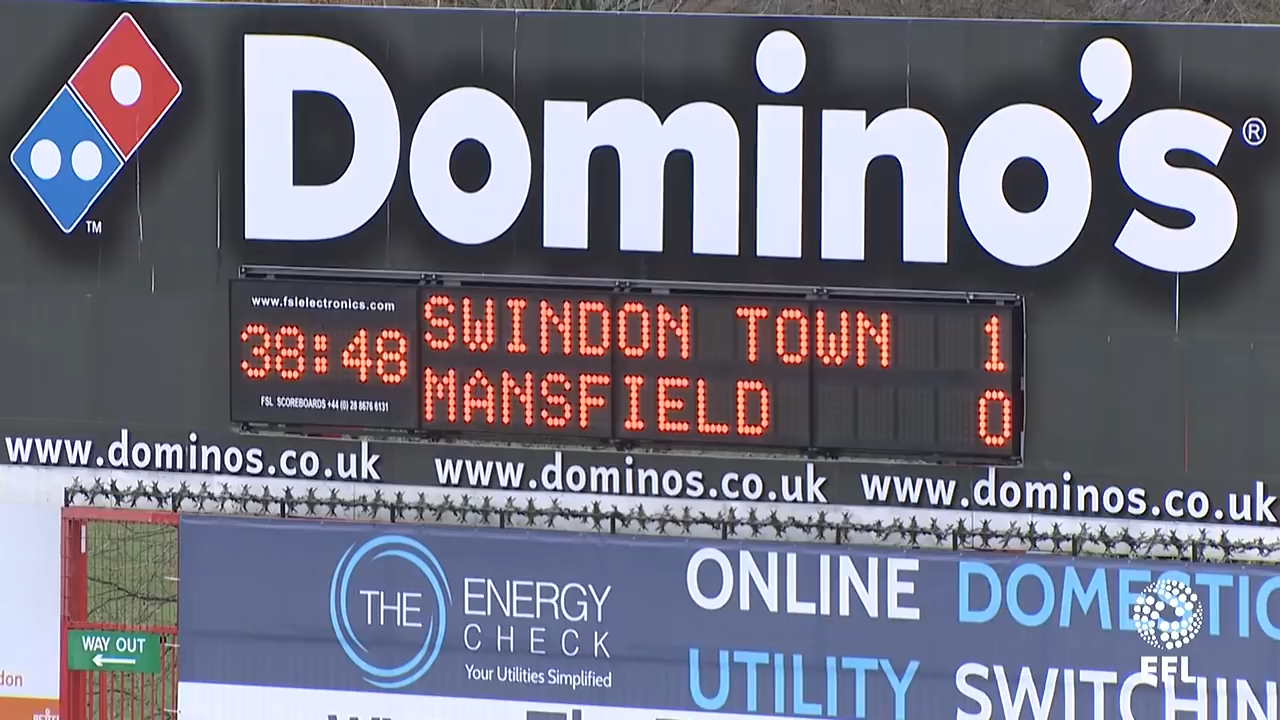 Domino's®
TM
www.fslelectronics.com
38:48
FSL SCOREBOARDS +44 (0) 28 8676 6131
SWINDON TOWN 1
MANSFIELD 0
www.dominos.co.uk www.dominos.co.uk www.dominos.co.uk
THE ENERGY CHECK
Your Utilities Simplified
ONLINE DOMESTIC
UTILITY SWITCHIN
WAY OUT
don
EFL